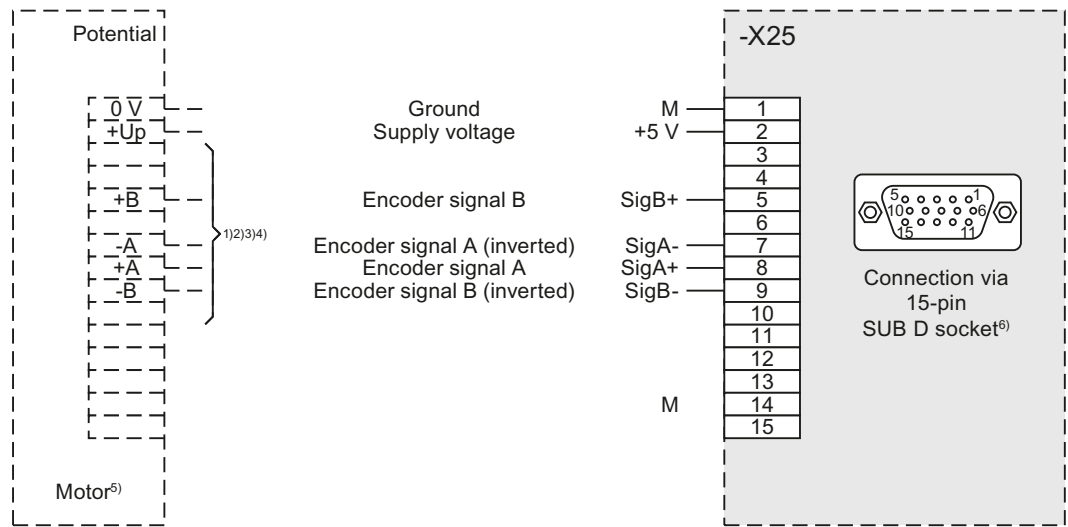 Potential
-X25
0 V
Ground
M
1
+Up
Supply voltage
+5 V
2
3
4
+B
Encoder signal B
SigB+
5
6
-A
Encoder signal A (inverted)
SigA-
7
+A
Encoder signal A
SigA+
8
-B
Encoder signal B (inverted)
SigB-
9
10
11
12
13
M
14
15
1)2)3)4)
5
1
10
6
15
11
Connection via
15-pin
SUB D socket6)
Motor5)